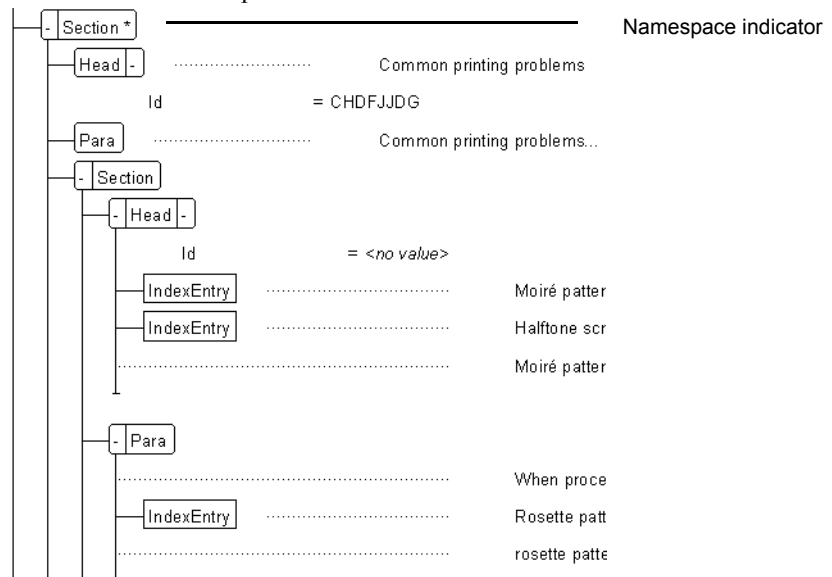 - Section * Namespace indicator
Head - Common printing problems
Id = CHDFJJDG
Para Common printing problems...
- Section
- Head -
Id = <no value>
IndexEntry Moiré patter
IndexEntry Halftone scr
Moiré patter
- Para
When proce
IndexEntry Rosette patt
rosette patte